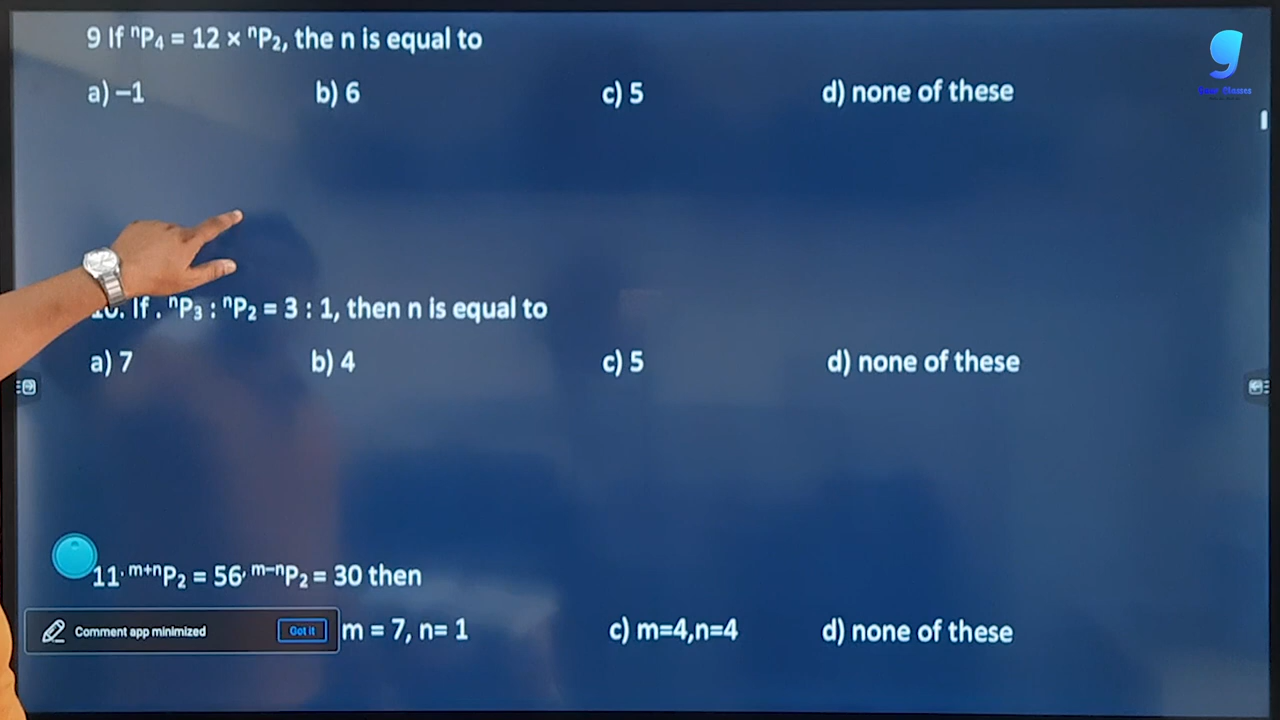 9 If ⁿP₄ = 12 × ⁿP₂, the n is equal to
a) –1 b) 6 c) 5 d) none of these
10. If . ⁿP₃ : ⁿP₂ = 3 : 1, then n is equal to
a) 7 b) 4 c) 5 d) none of these
11. ᵐ⁺ⁿP₂ = 56, ᵐ⁻ⁿP₂ = 30 then
m = 7, n= 1 c) m=4,n=4 d) none of these
Comment app minimized Got it